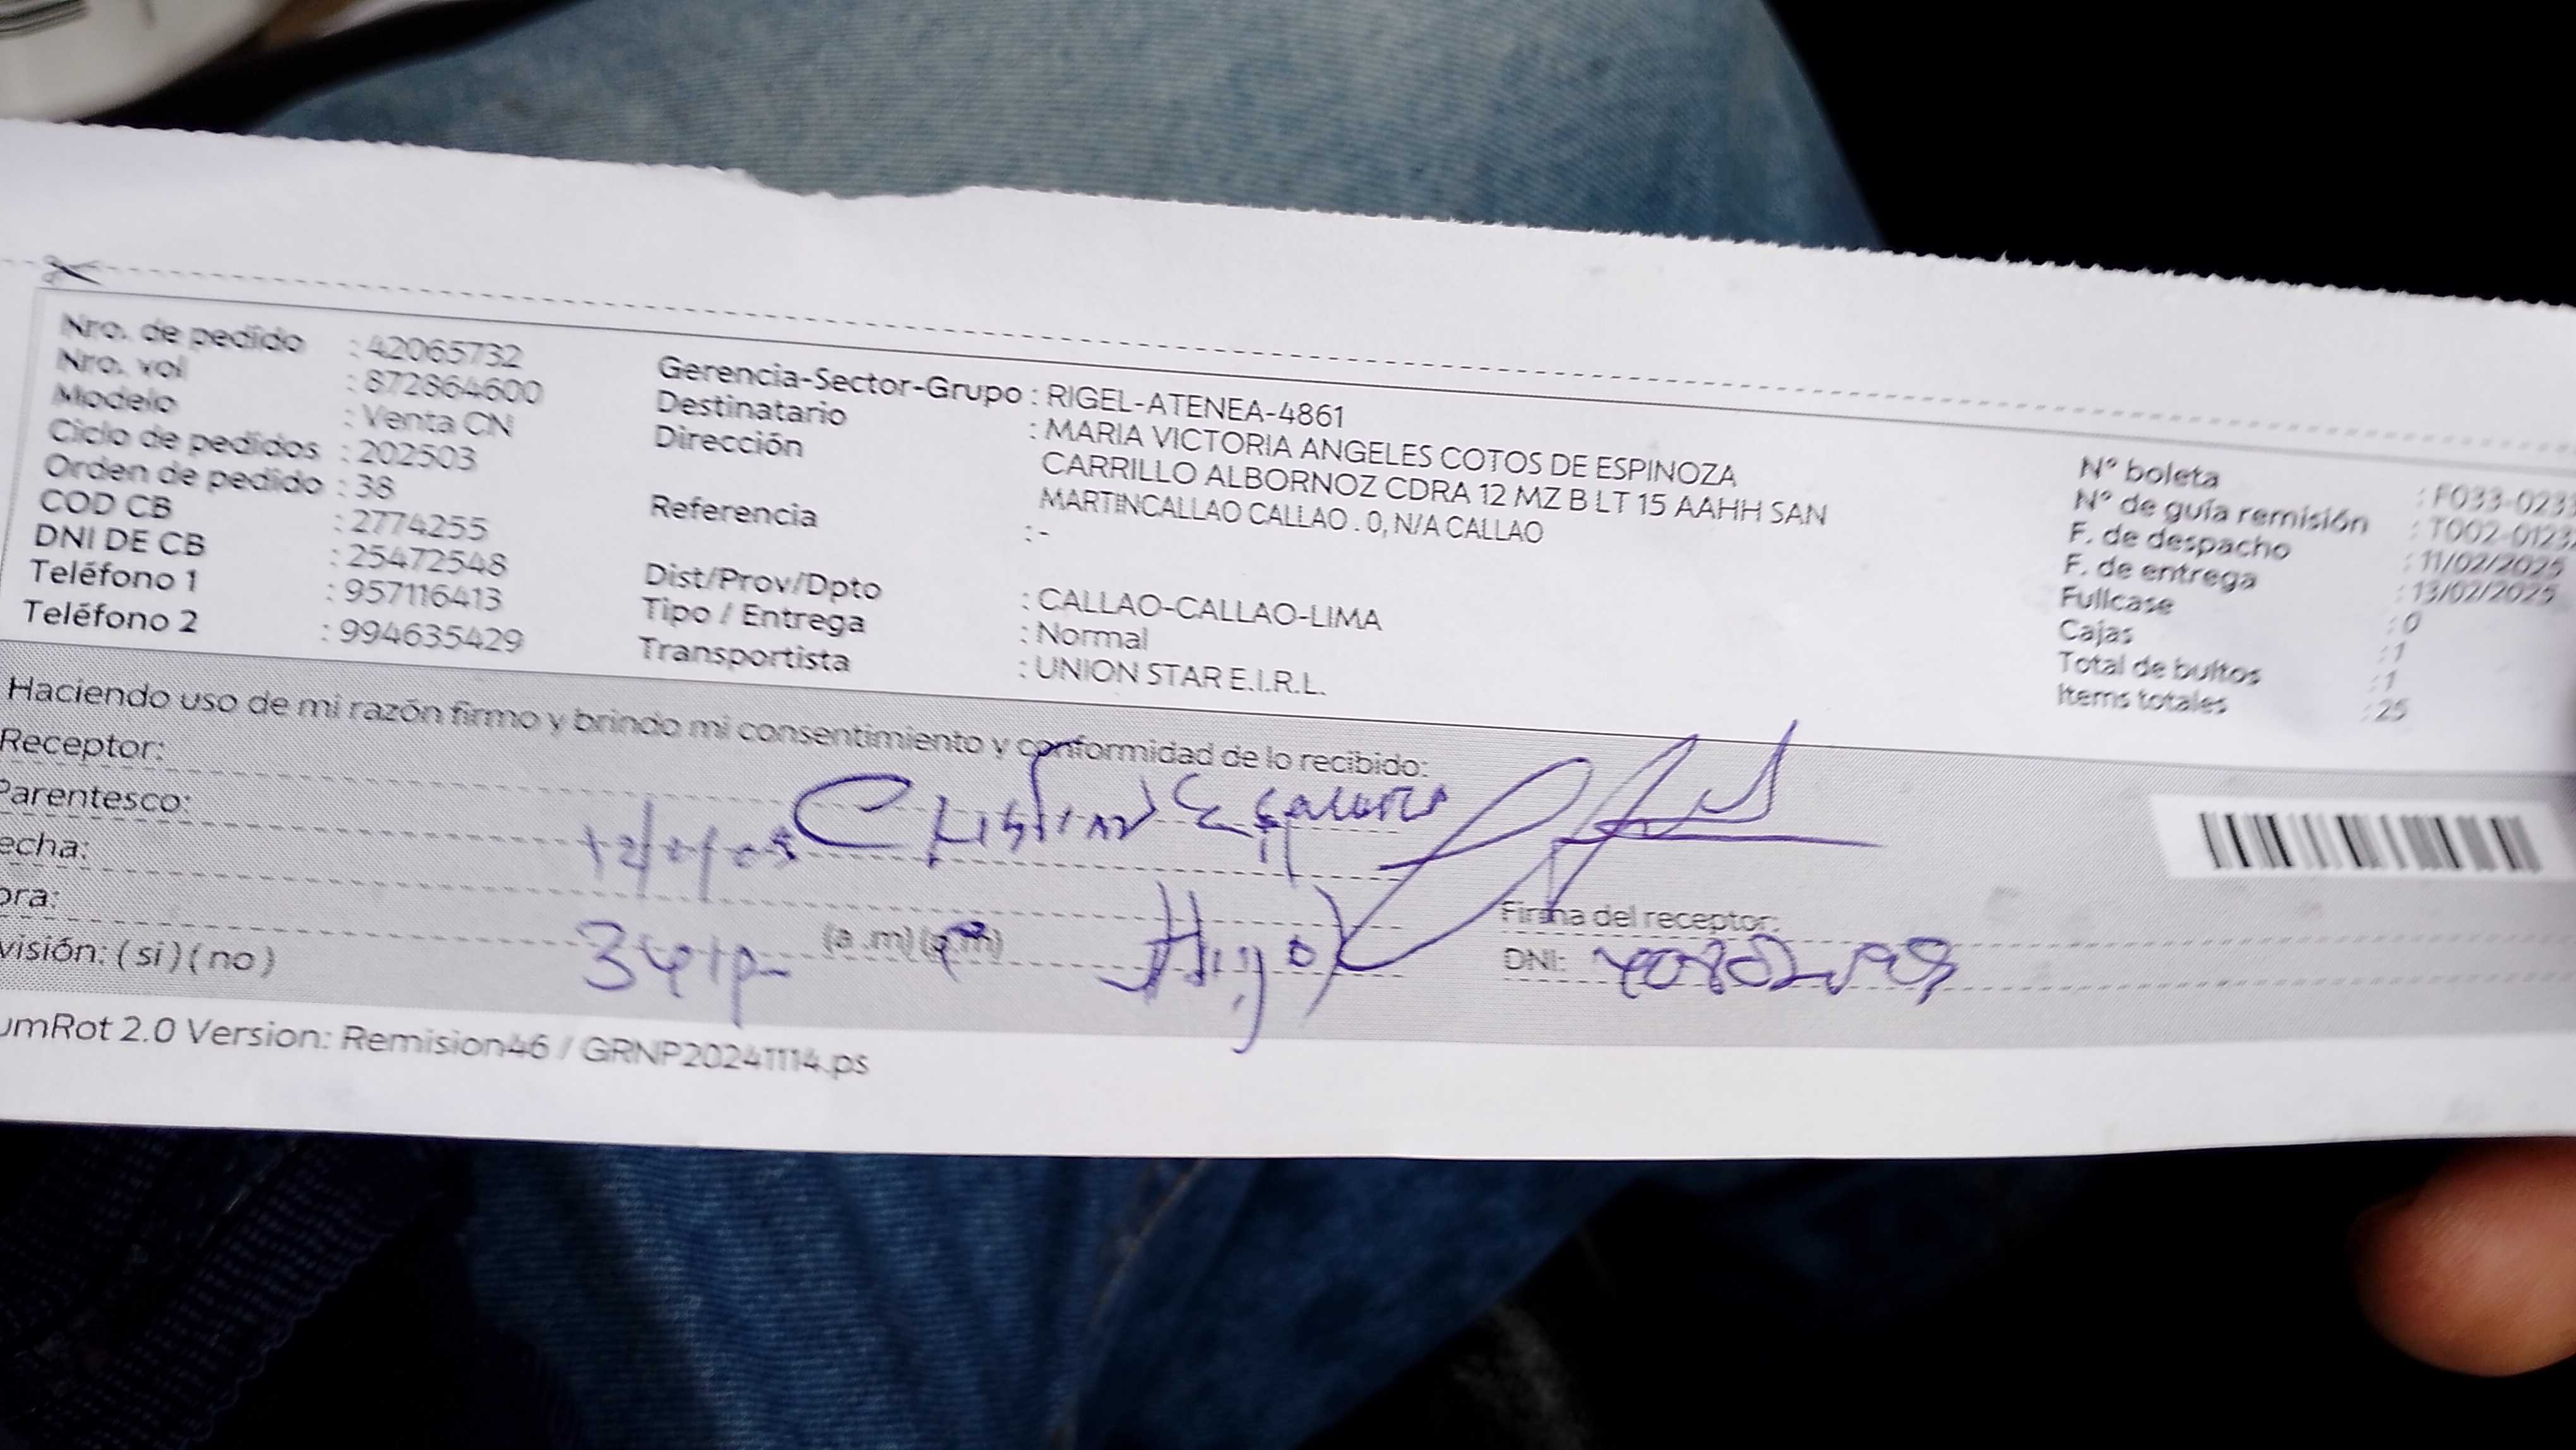 Nro. de pedido : 42065732
Nro. vol : 872864600
Modelo : Venta CN
Ciclo de pedidos : 202503
Orden de pedido : 38
COD CB : 2774255
DNI DE CB : 25472548
Teléfono 1 : 957116413
Teléfono 2 : 994635429
Gerencia-Sector-Grupo : RIGEL-ATENEA-4861
Destinatario : MARIA VICTORIA ANGELES COTOS DE ESPINOZA
Dirección CARRILLO ALBORNOZ CDRA 12 MZ B LT 15 AAHH SAN
MARTINCALLAO CALLAO . 0, N/A CALLAO
Referencia : -
Dist/Prov/Dpto : CALLAO-CALLAO-LIMA
Tipo / Entrega : Normal
Transportista : UNION STAR E.I.R.L.
N° boleta : F033-023
N° de guía remisión : T002-0123
F. de despacho : 11/02/2025
F. de entrega : 13/02/2025
Fullcase : 0
Cajas : 1
Total de bultos : 1
Items totales : 25
Haciendo uso de mi razón firmo y brindo mi consentimiento y conformidad de lo recibido:
Receptor:
Parentesco:
echa:
ora: (a .m) (p.m)
Hijo
visión: ( si ) ( no )
Firma del receptor:
DNI:
umRot 2.0 Version: Remision46 / GRNP20241114.ps